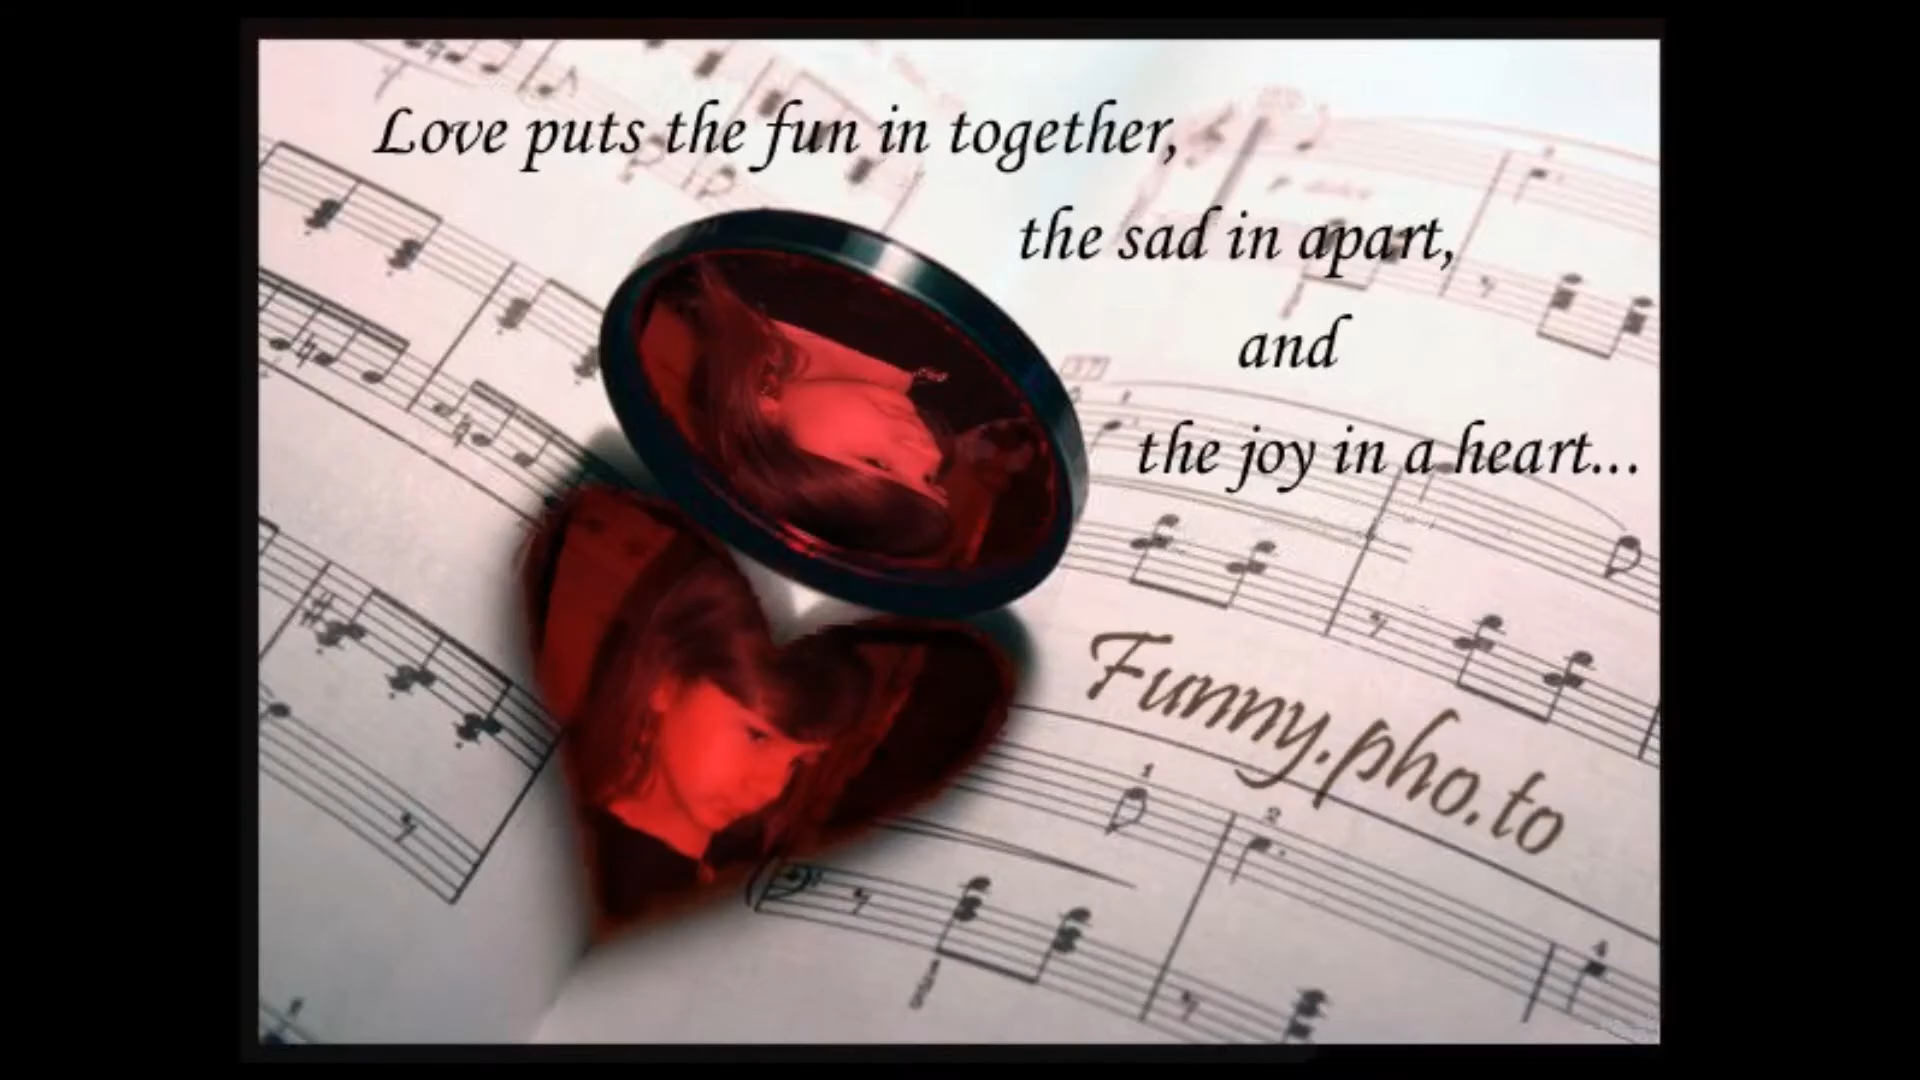 Love puts the fun in together,
the sad in apart,
and
the joy in a heart...
Funny.pho.to